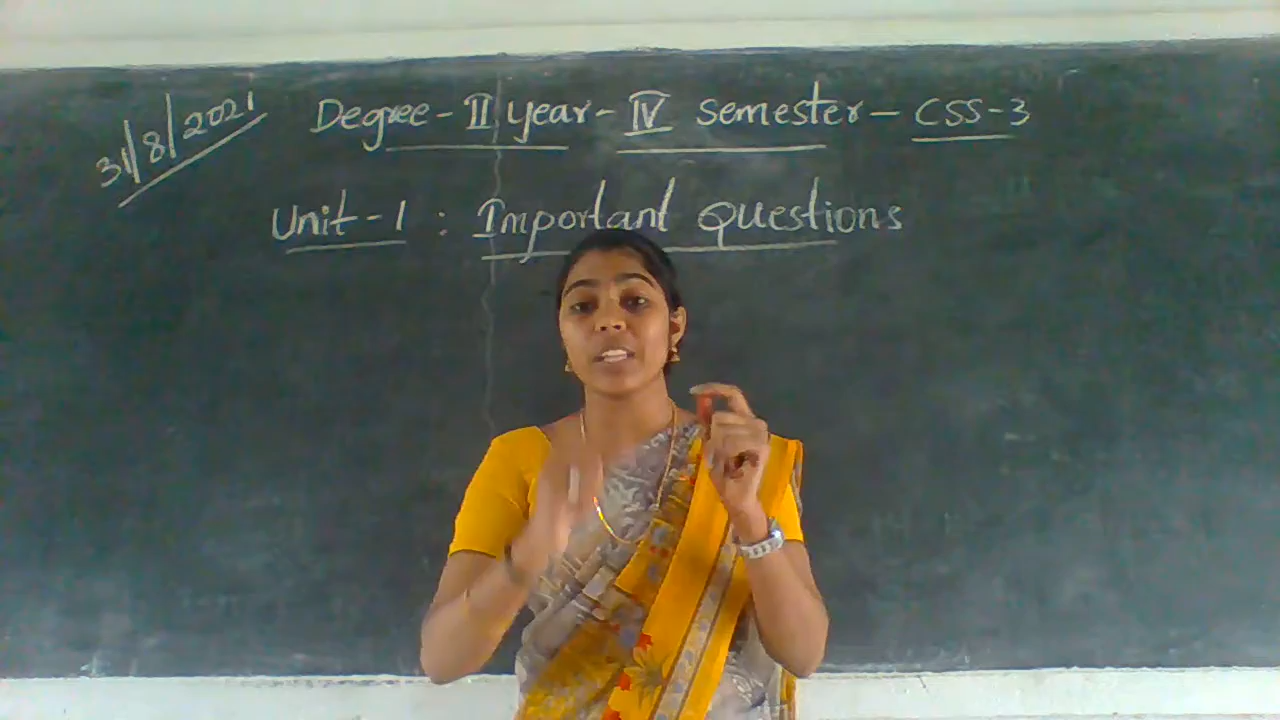 31/8/2021
Degree - II year - IV Semester - CSS-3
Unit-1 : Important Questions